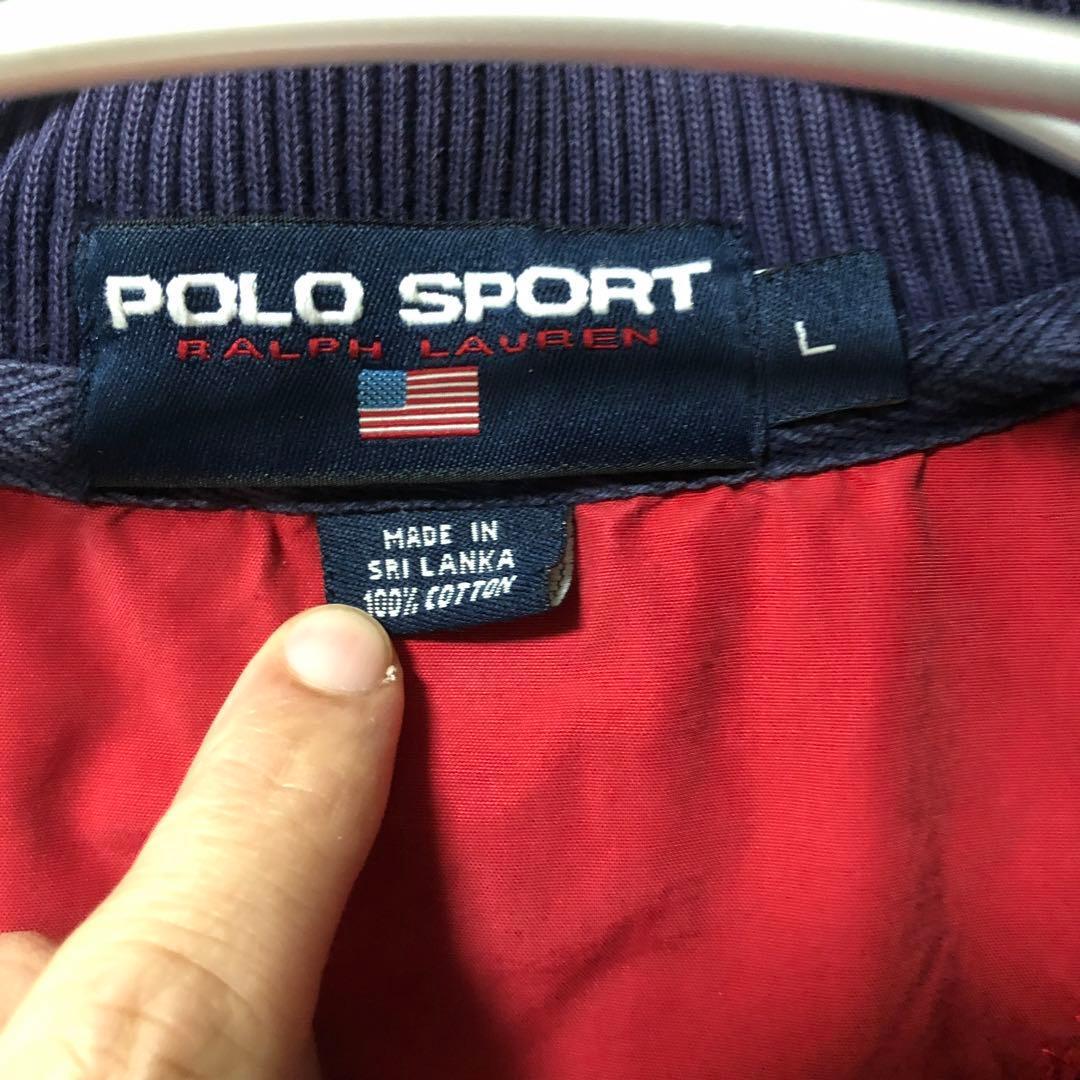 POLO SPORT
RALPH LAUREN
L
MADE IN
SRI LANKA
100% COTTON